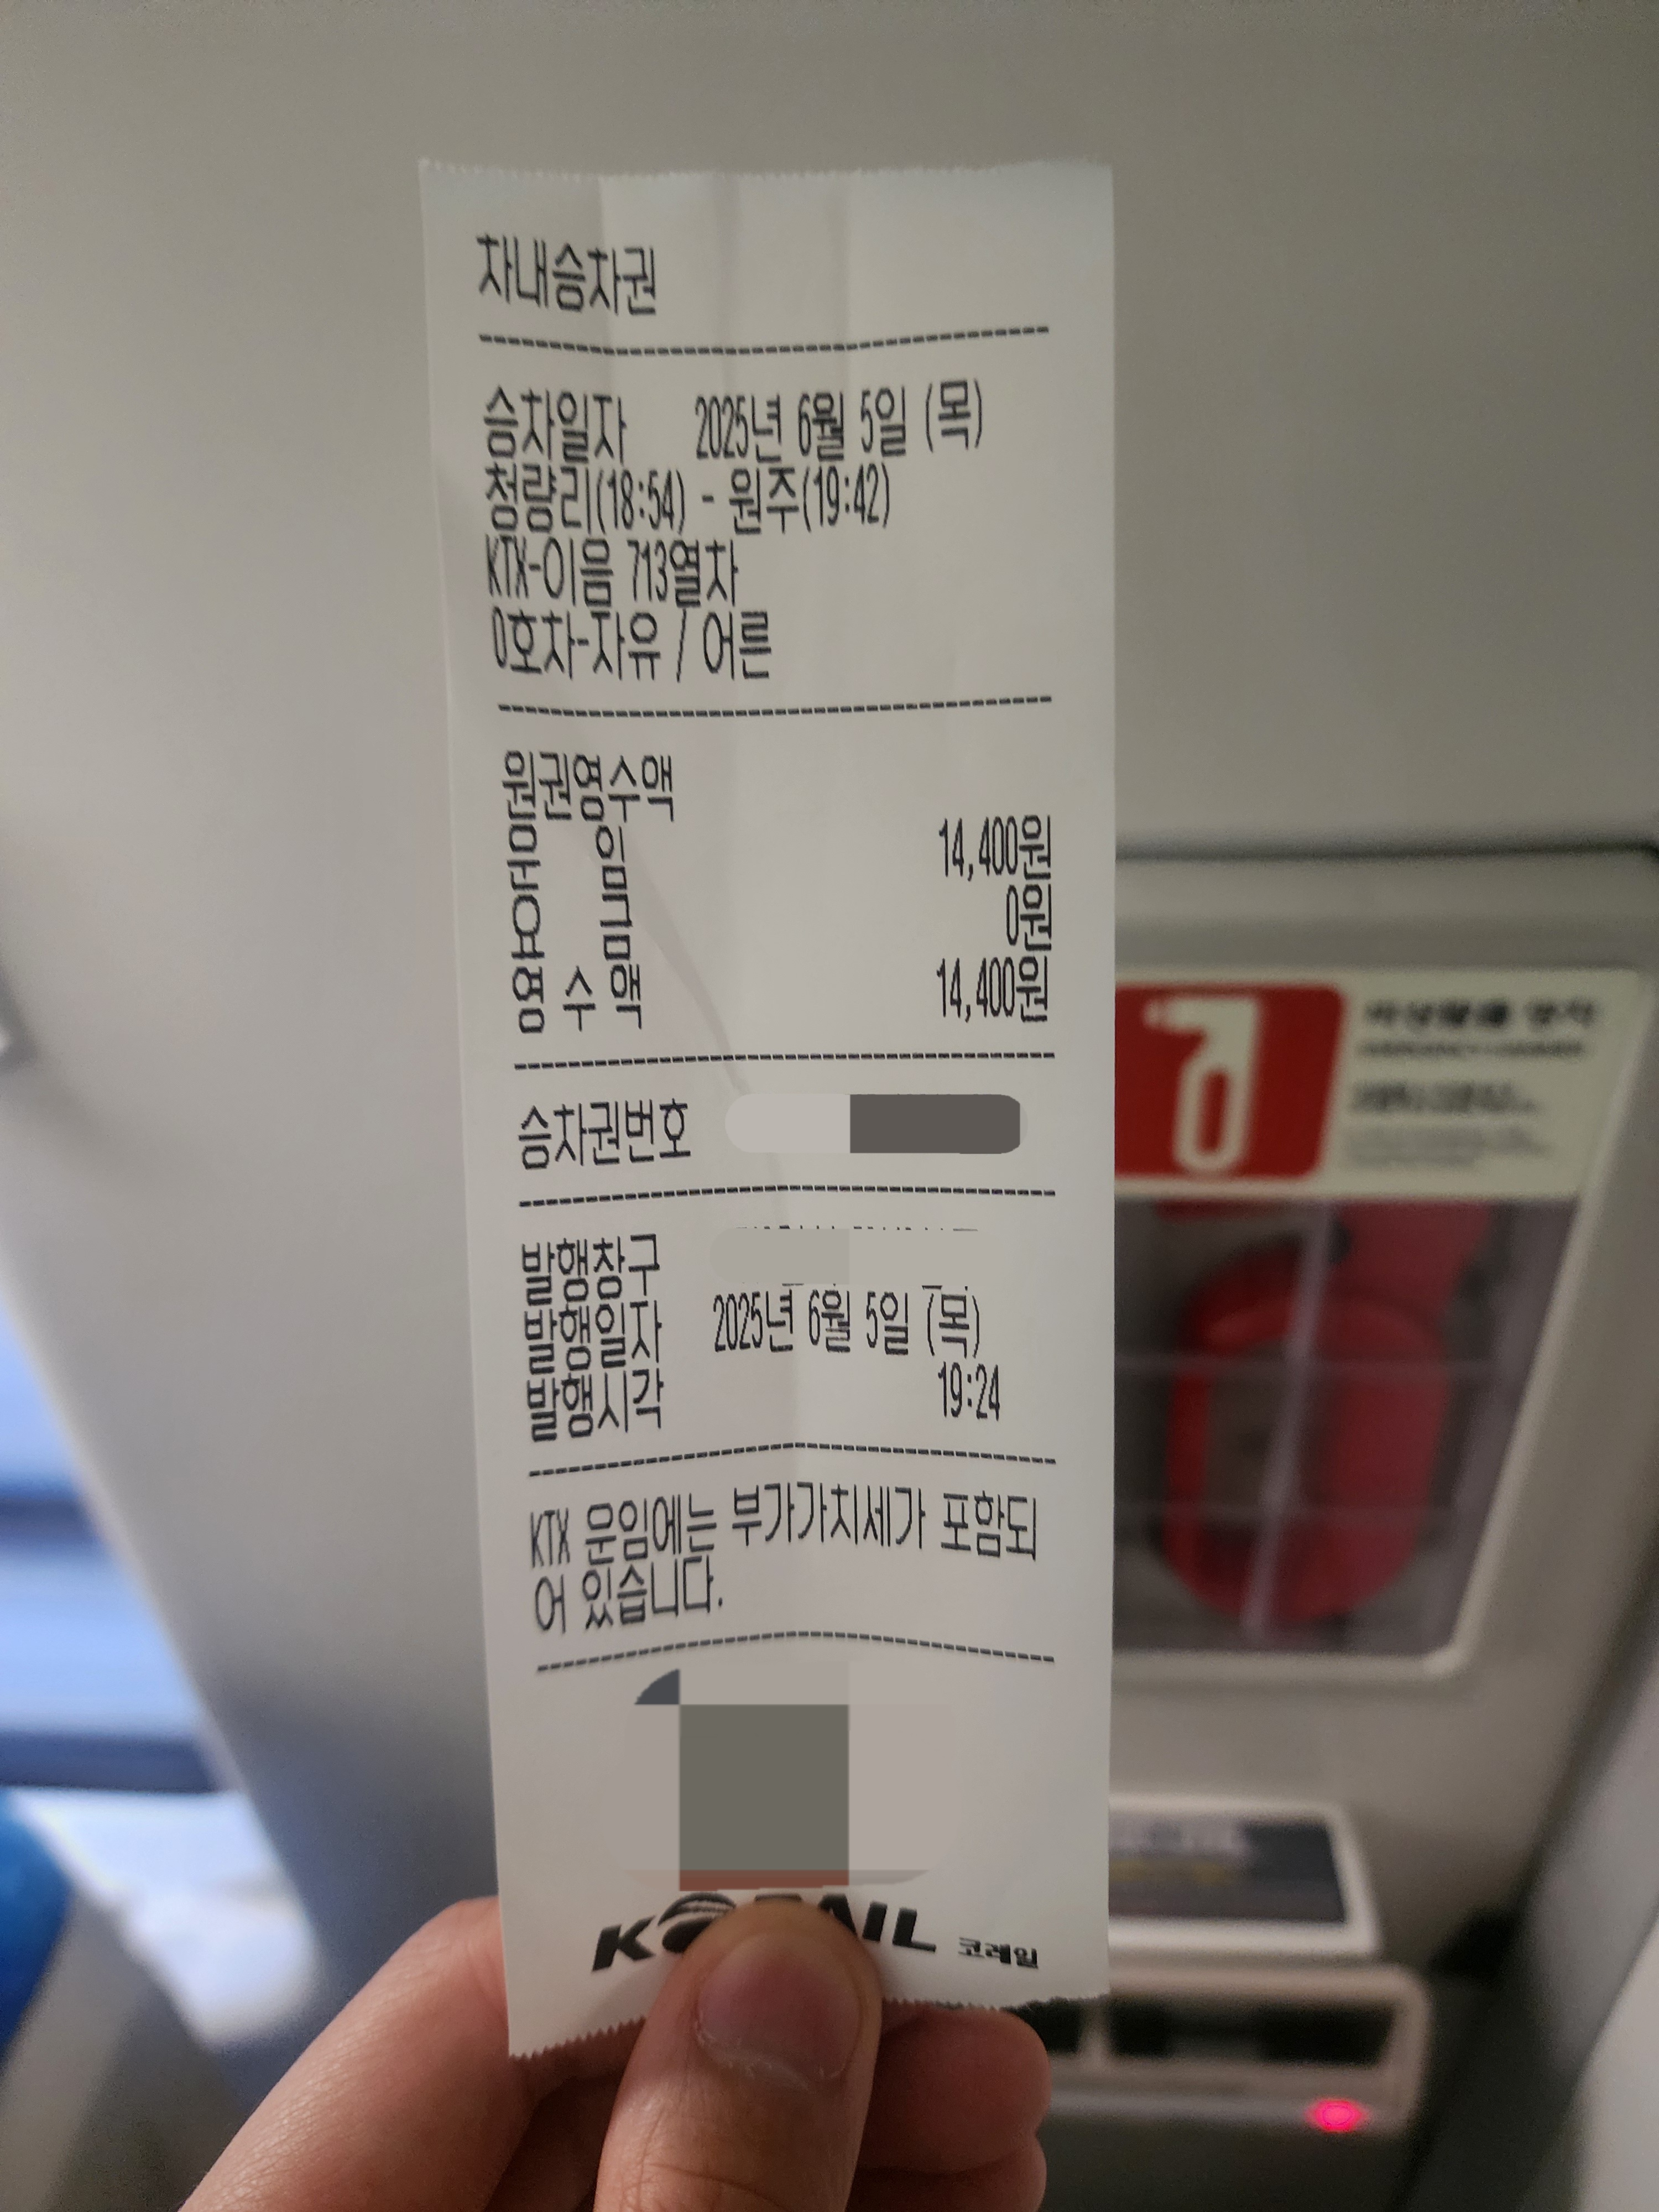 차내승차권
승차일자 2025년 6월 5일 (목)
청량리(18:54) - 원주(19:42)
KTX-이음 713열차
0호차-자유 / 어른
원권영수액
운 임 14,400원
요 금 0원
영 수 액 14,400원
승차권번호
발행창구
발행일자 2025년 6월 5일 (목)
발행시각 19:24
KTX 운임에는 부가가치세가 포함되
어 있습니다.
코레일